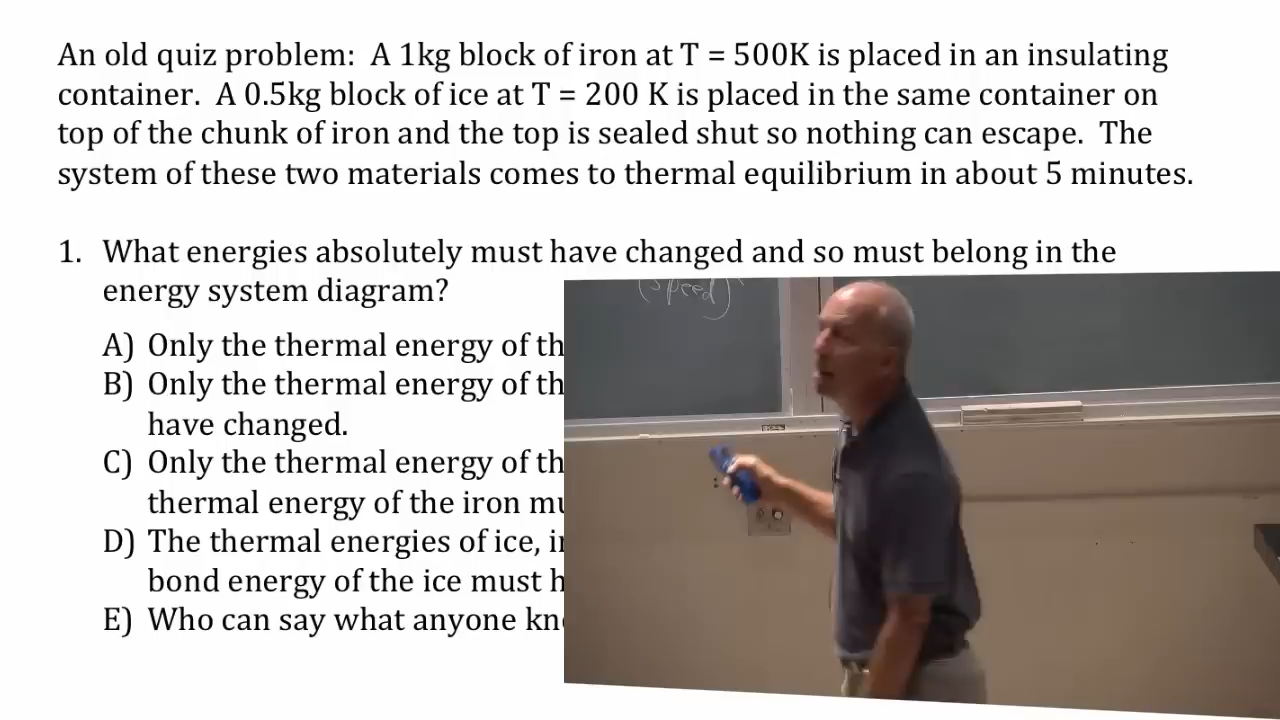 An old quiz problem: A 1kg block of iron at T = 500K is placed in an insulating
container. A 0.5kg block of ice at T = 200 K is placed in the same container on
top of the chunk of iron and the top is sealed shut so nothing can escape. The
system of these two materials comes to thermal equilibrium in about 5 minutes.
1. What energies absolutely must have changed and so must belong in the
energy system diagram?
(speed)
A) Only the thermal energy of th
B) Only the thermal energy of th
have changed.
C) Only the thermal energy of th
thermal energy of the iron mu
D) The thermal energies of ice, i
bond energy of the ice must h
E) Who can say what anyone kn